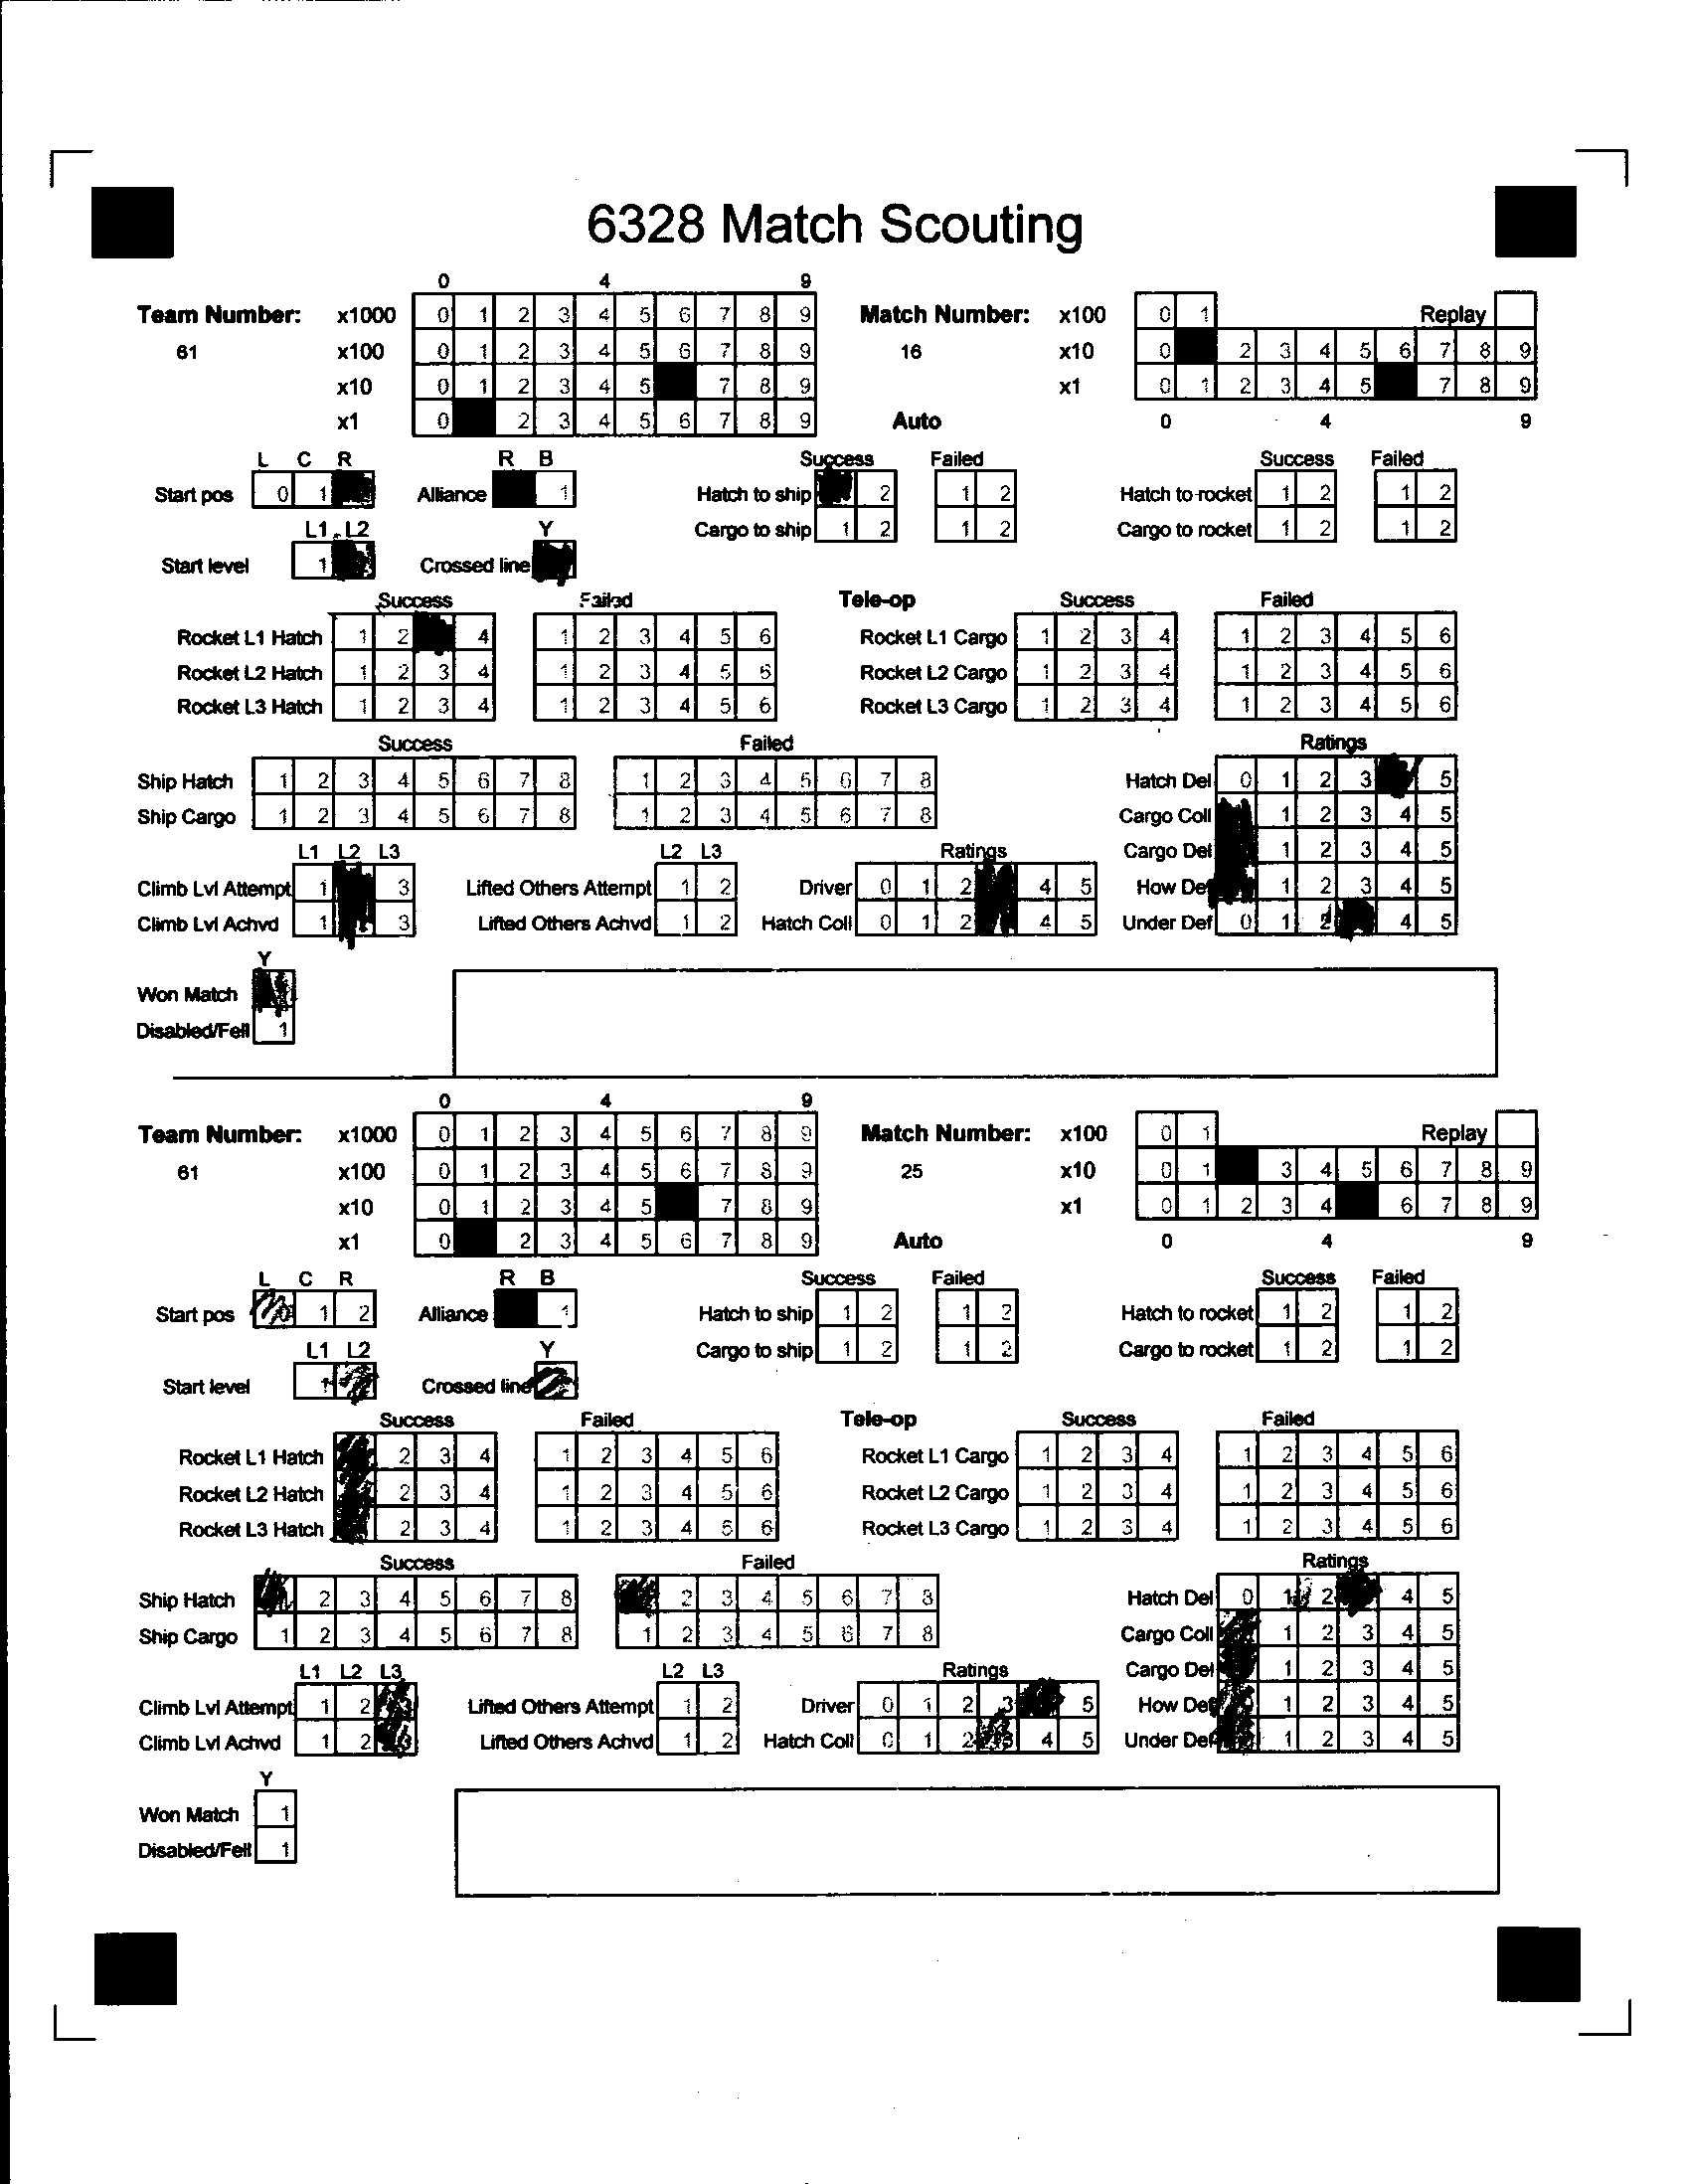 6328 Match Scouting
0 4 9
Team Number: x1000 0 1 2 3 4 5 6 7 8 9 Match Number: x100 0 1 Replay
61 x100 0 1 2 3 4 5 6 7 8 9 16 x10 0 2 3 4 5 6 7 8 9
x10 0 1 2 3 4 5 7 8 9 x1 0 1 2 3 4 5 7 8 9
x1 0 2 3 4 5 6 7 8 9 Auto 0 4 9
L C R R B Success Failed Success Failed
Start pos 0 1 Alliance 1 Hatch to ship 2 1 2 Hatch to rocket 1 2 1 2
L1 L2 Y Cargo to ship 1 2 1 2 Cargo to rocket 1 2 1 2
Start level 1 Crossed line
Success Failed Tele-op Success Failed
Rocket L1 Hatch 1 2 4 1 2 3 4 5 6 Rocket L1 Cargo 1 2 3 4 1 2 3 4 5 6
Rocket L2 Hatch 1 2 3 4 1 2 3 4 5 6 Rocket L2 Cargo 1 2 3 4 1 2 3 4 5 6
Rocket L3 Hatch 1 2 3 4 1 2 3 4 5 6 Rocket L3 Cargo 1 2 3 4 1 2 3 4 5 6
Success Failed Ratings
Ship Hatch 1 2 3 4 5 6 7 8 1 2 3 4 5 6 7 8 Hatch Del 0 1 2 3 5
Ship Cargo 1 2 3 4 5 6 7 8 1 2 3 4 5 6 7 8 Cargo Coll 1 2 3 4 5
L1 L2 L3 L2 L3 Ratings Cargo Del 1 2 3 4 5
Climb Lvl Attempt 1 3 Lifted Others Attempt 1 2 Driver 0 1 2 4 5 How Def 1 2 3 4 5
Climb Lvl Achvd 1 3 Lifted Others Achvd 1 2 Hatch Coll 0 1 2 4 5 Under Def 0 1 2 4 5
Y
Won Match
Disabled/Fell 1
0 4 9
Team Number: x1000 0 1 2 3 4 5 6 7 8 9 Match Number: x100 0 1 Replay
61 x100 0 1 2 3 4 5 6 7 8 9 25 x10 0 1 3 4 5 6 7 8 9
x10 0 1 2 3 4 5 7 8 9 x1 0 1 2 3 4 6 7 8 9
x1 0 2 3 4 5 6 7 8 9 Auto 0 4 9
L C R R B Success Failed Success Failed
Start pos 0 1 2 Alliance 1 Hatch to ship 1 2 1 2 Hatch to rocket 1 2 1 2
L1 L2 Y Cargo to ship 1 2 1 2 Cargo to rocket 1 2 1 2
Start level 1 Crossed line
Success Failed Tele-op Success Failed
Rocket L1 Hatch 2 3 4 1 2 3 4 5 6 Rocket L1 Cargo 1 2 3 4 1 2 3 4 5 6
Rocket L2 Hatch 2 3 4 1 2 3 4 5 6 Rocket L2 Cargo 1 2 3 4 1 2 3 4 5 6
Rocket L3 Hatch 2 3 4 1 2 3 4 5 6 Rocket L3 Cargo 1 2 3 4 1 2 3 4 5 6
Success Failed Ratings
Ship Hatch 2 3 4 5 6 7 8 2 3 4 5 6 7 8 Hatch Del 0 1 2 4 5
Ship Cargo 1 2 3 4 5 6 7 8 1 2 3 4 5 6 7 8 Cargo Coll 1 2 3 4 5
L1 L2 L3 L2 L3 Ratings Cargo Del 1 2 3 4 5
Climb Lvl Attempt 1 2 3 Lifted Others Attempt 1 2 Driver 0 1 2 3 5 How Def 1 2 3 4 5
Climb Lvl Achvd 1 2 3 Lifted Others Achvd 1 2 Hatch Coll 0 1 2 3 4 5 Under Def 1 2 3 4 5
Y
Won Match 1
Disabled/Fell 1